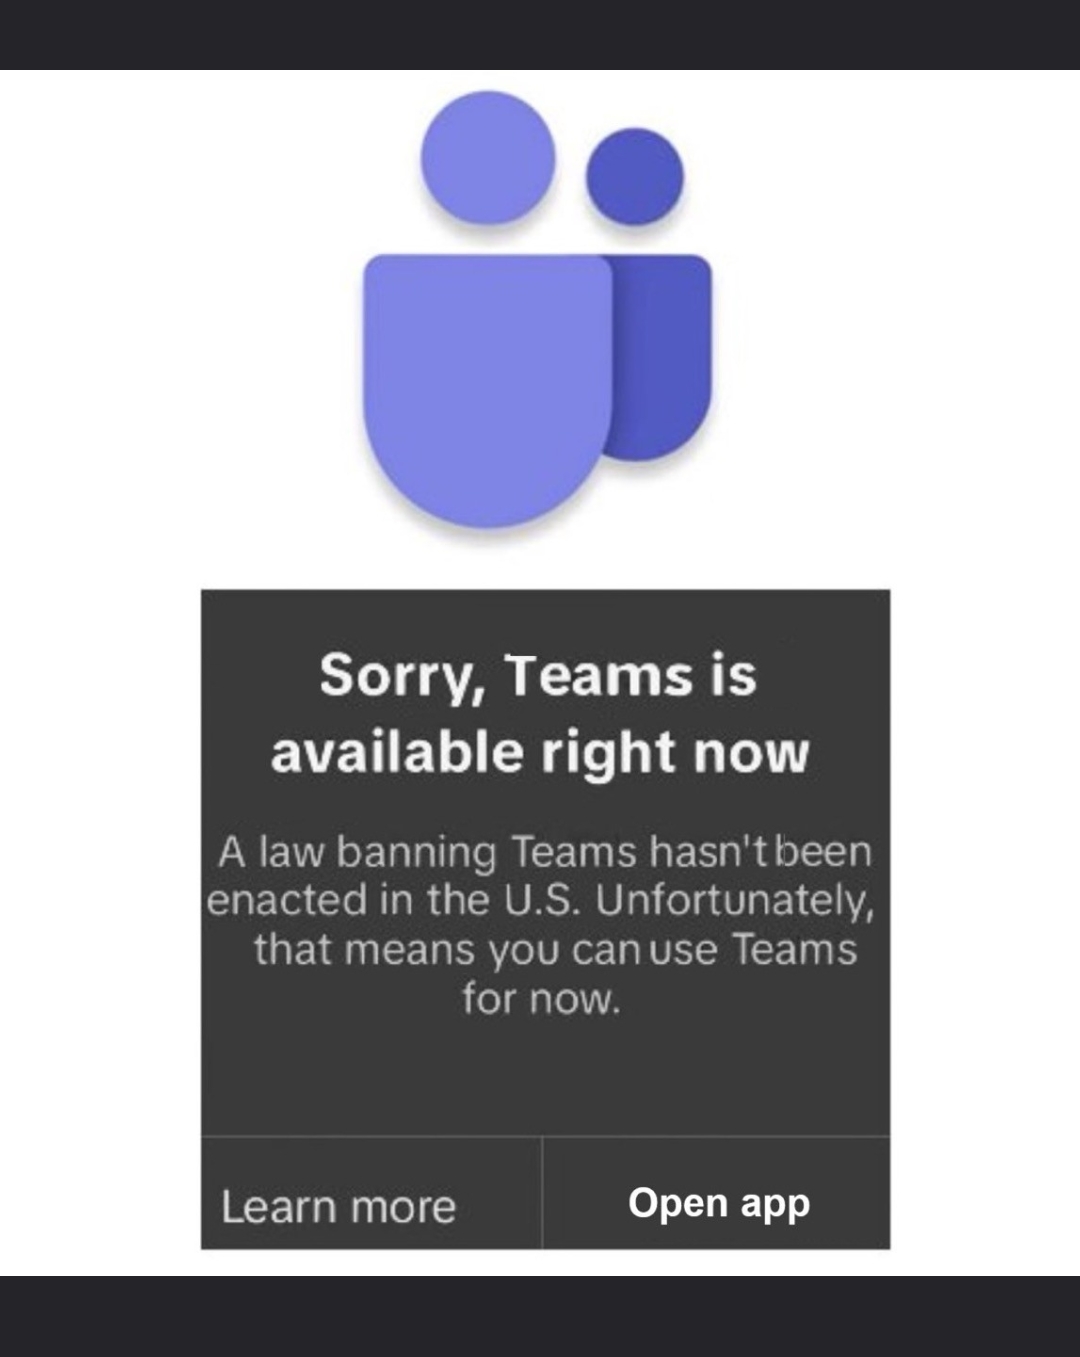 Sorry, Teams is
available right now
A law banning Teams hasn't been
enacted in the U.S. Unfortunately,
that means you can use Teams
for now.
Learn more
Open app